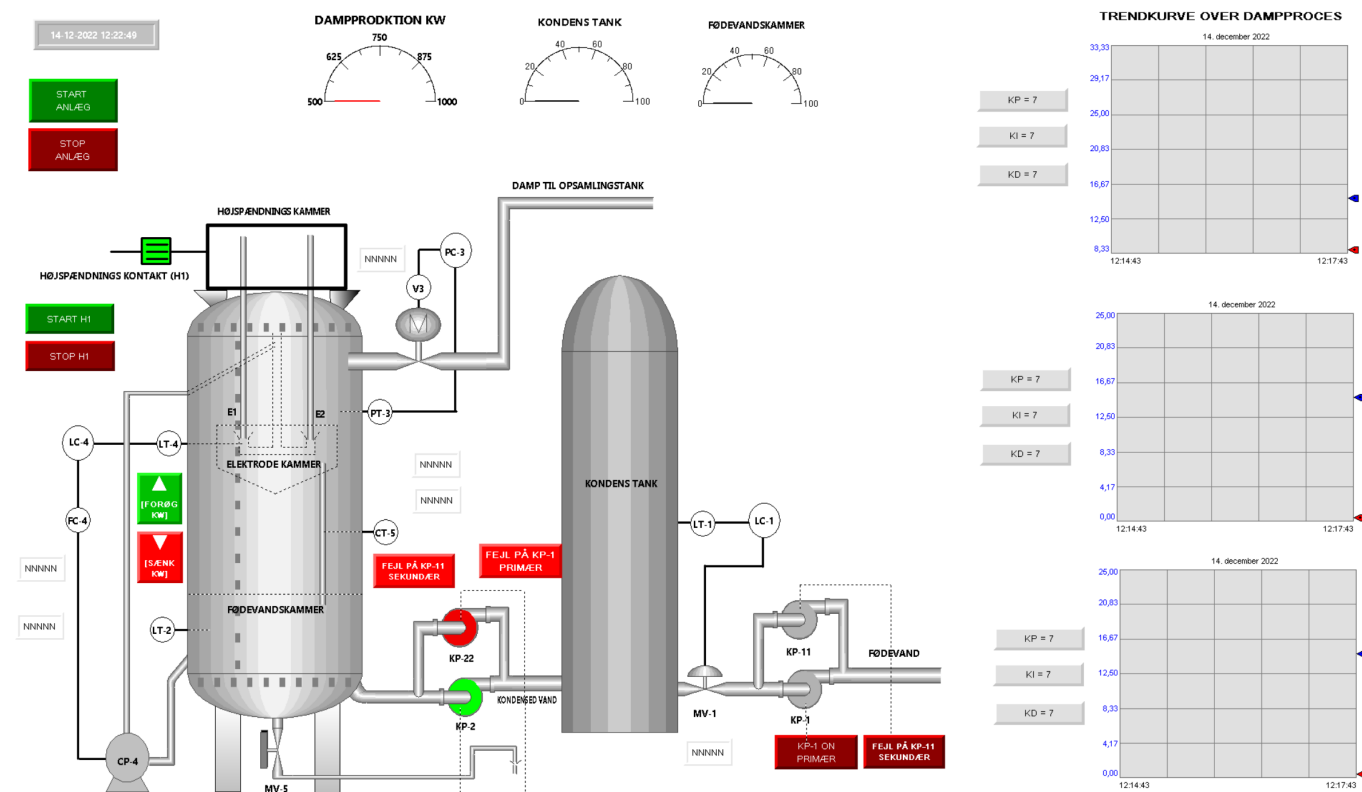 14-12-2022 12:22:49
START
ANLÆG
STOP
ANLÆG
DAMPPRODKTION KW
500
625
750
875
1000
KONDENS TANK
0
20
40
60
80
100
FØDEVANDSKAMMER
0
20
40
60
80
100
TRENDKURVE OVER DAMPPROCES
14. december 2022
33,33
29,17
25,00
20,83
16,67
12,50
8,33
12:14:43
12:17:43
KP = 7
KI = 7
KD = 7
DAMP TIL OPSAMLINGSTANK
HØJSPÆNDNINGS KAMMER
HØJSPÆNDNINGS KONTAKT (H1)
START H1
STOP H1
NNNNN
PC-3
V3
M
E1
E2
PT-3
LC-4
LT-4
ELEKTRODE KAMMER
[FORØG
KW]
FC-4
[SÆNK
KW]
NNNNN
NNNNN
NNNNN
NNNNN
CT-5
FEJL PÅ KP-11
SEKUNDÆR
FEJL PÅ KP-1
PRIMÆR
FØDEVANDSKAMMER
LT-2
KP-22
KP-2
KONDENSED VAND
CP-4
MV-5
KONDENS TANK
LT-1
LC-1
MV-1
NNNNN
KP-11
KP-1
FØDEVAND
KP-1 ON
PRIMÆR
FEJL PÅ KP-11
SEKUNDÆR
14. december 2022
25,00
20,83
16,67
12,50
8,33
4,17
0,00
12:14:43
12:17:43
KP = 7
KI = 7
KD = 7
14. december 2022
25,00
20,83
16,67
12,50
8,33
4,17
0,00
12:14:43
12:17:43
KP = 7
KI = 7
KD = 7